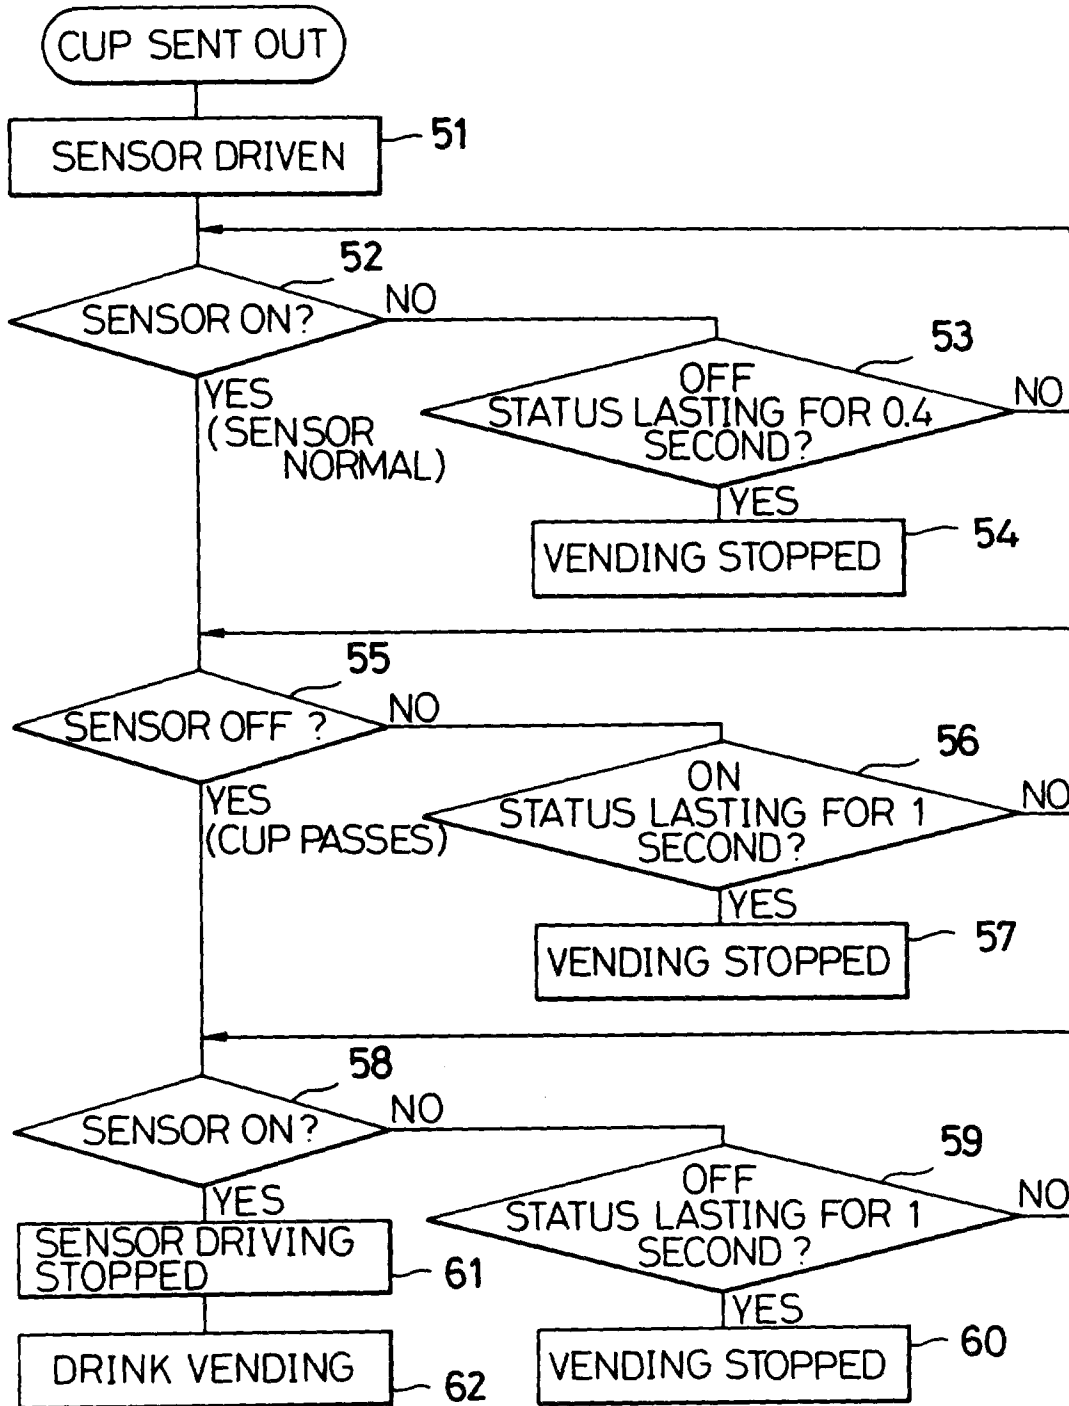 CUP SENT OUT
SENSOR DRIVEN
51
SENSOR ON?
52
NO
OFF
STATUS LASTING FOR 0.4
SECOND?
53
NO
YES
(SENSOR
NORMAL)
YES
VENDING STOPPED
54
SENSOR OFF ?
55
NO
ON
STATUS LASTING FOR 1
SECOND?
56
NO
YES
(CUP PASSES)
YES
VENDING STOPPED
57
SENSOR ON?
58
NO
OFF
STATUS LASTING FOR 1
SECOND ?
59
NO
YES
SENSOR DRIVING
STOPPED
61
YES
VENDING STOPPED
60
DRINK VENDING
62